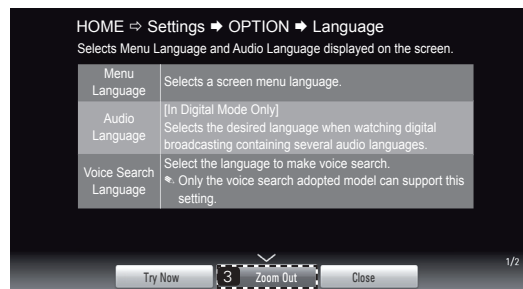 HOME ⇨ Settings ➡ OPTION ➡ Language
Selects Menu Language and Audio Language displayed on the screen.
Menu
Language
Selects a screen menu language.
Audio
Language
[In Digital Mode Only]
Selects the desired language when watching digital
broadcasting containing several audio languages.
Voice Search
Language
Select the language to make voice search.
✎ Only the voice search adopted model can support this
setting.
1/2
Try Now
3 Zoom Out
Close